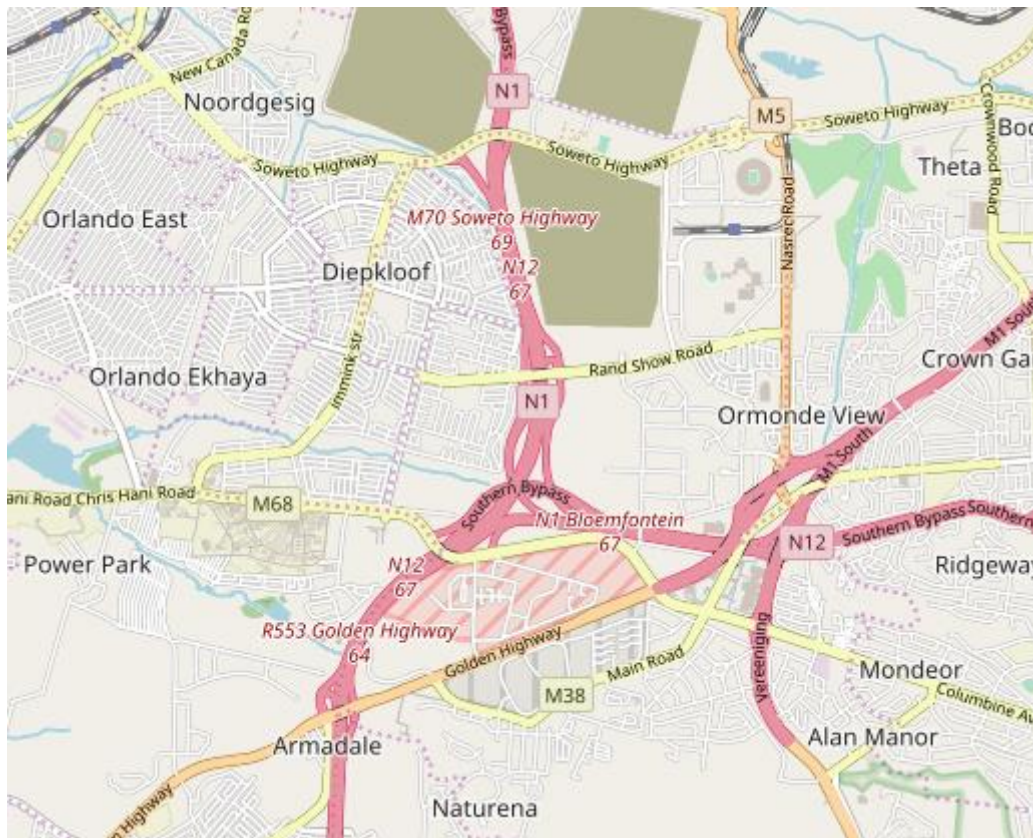 Bypass
New Canada Ro
N1
Noordgesig
M5
Soweto Highway
Crownwood Road
Boo
Soweto Highway
Soweto Highway
Theta
Orlando East
M70 Soweto Highway
69
Nasrec Road
N12
67
Diepkloof
M1 Sou
Immink str
Rand Show Road
Crown Ga
Orlando Ekhaya
N1
Ormonde View
M1 South
ani Road Chris Hani Road
M68
Southern Bypass
N1 Bloemfontein
67
N12
Southern Bypass
Southern
Power Park
N12
67
Ridgeway
R553 Golden Highway
64
Golden Highway
Main Road
Vereeniging
Mondeor
M38
Columbine Av
Armadale
Alan Manor
n Highway
Naturena